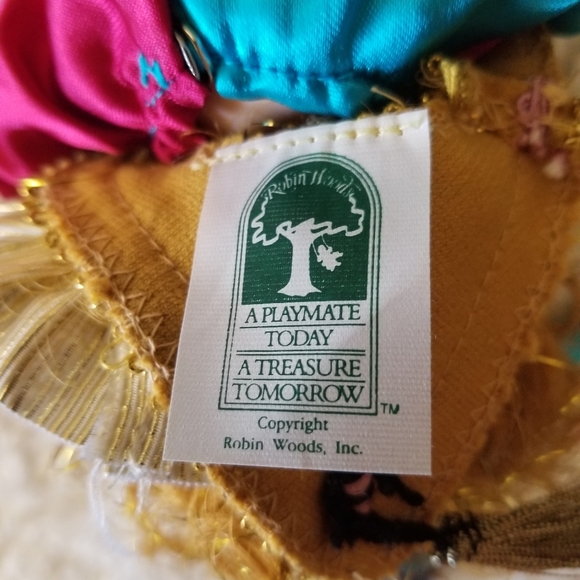 Robin Woods
A PLAYMATE
TODAY
A TREASURE
TOMORROW
TM
Copyright
Robin Woods, Inc.